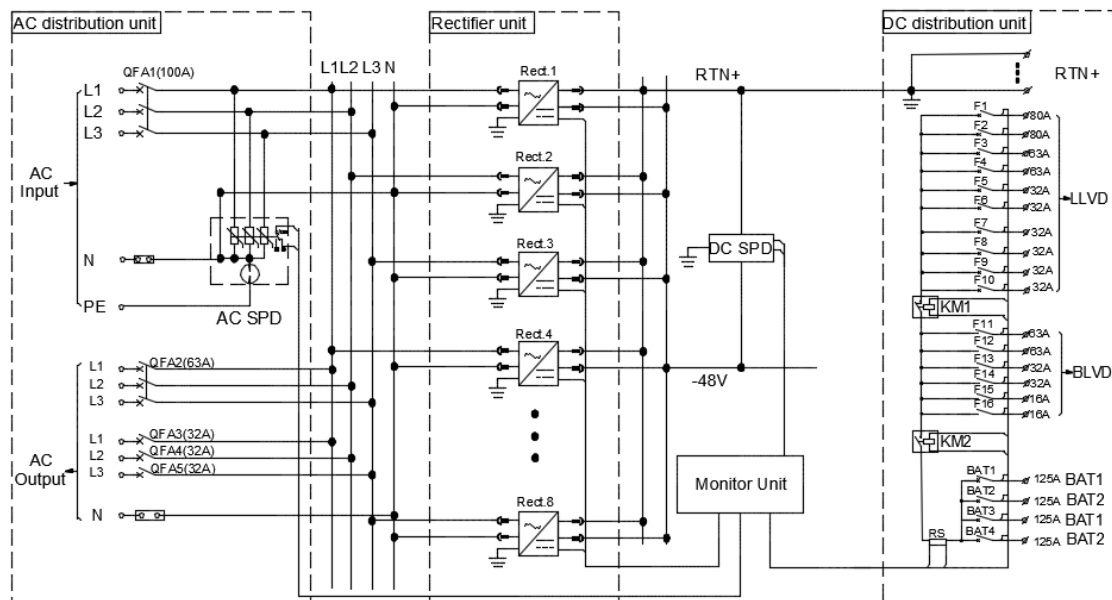 AC distribution unit
Rectifier unit
DC distribution unit
L1 L2 L3 N
QFA1(100A)
L1
L2
L3
AC
Input
N
PE
AC SPD
L1
QFA2(63A)
L2
L3
L1
QFA3(32A)
L2
QFA4(32A)
L3
QFA5(32A)
AC
Output
N
Rect.1
Rect.2
Rect.3
Rect.4
Rect.8
RTN+
DC SPD
-48V
Monitor Unit
RTN+
F1 80A
F2 80A
F3 63A
F4 63A
F5 32A
F6 32A
F7 32A
F8 32A
F9 32A
F10 32A
LLVD
KM1
F11 63A
F12 63A
F13 32A
F14 32A
F15 16A
F16 16A
BLVD
KM2
BAT1 125A BAT1
BAT2 125A BAT2
BAT3 125A BAT1
BAT4 125A BAT2
RS